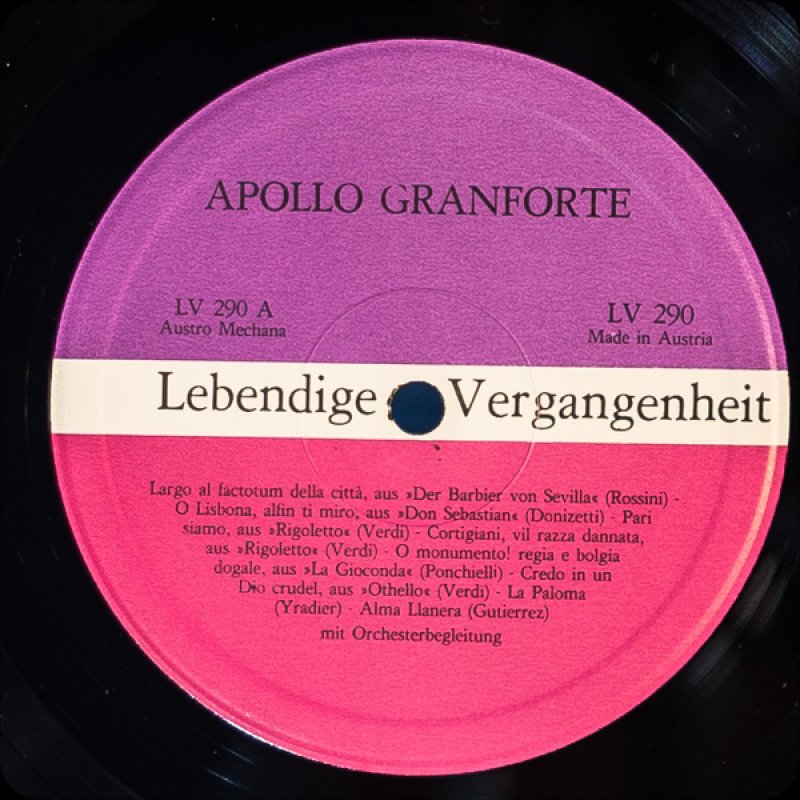 APOLLO GRANFORTE
LV 290 A
Austro Mechana
LV 290
Made in Austria
Lebendige Vergangenheit
Largo al factotum della città, aus »Der Barbier von Sevilla« (Rossini) -
O Lisbona, alfin ti miro, aus »Don Sebastian« (Donizetti) - Pari
siamo, aus »Rigoletto« (Verdi) - Cortigiani, vil razza dannata,
aus »Rigoletto« (Verdi) - O monumento! regia e bolgia
dogale, aus »La Gioconda« (Ponchielli) - Credo in un
Dio crudel, aus »Othello« (Verdi) - La Paloma
(Yradier) - Alma Llanera (Gutierrez)
mit Orchesterbegleitung